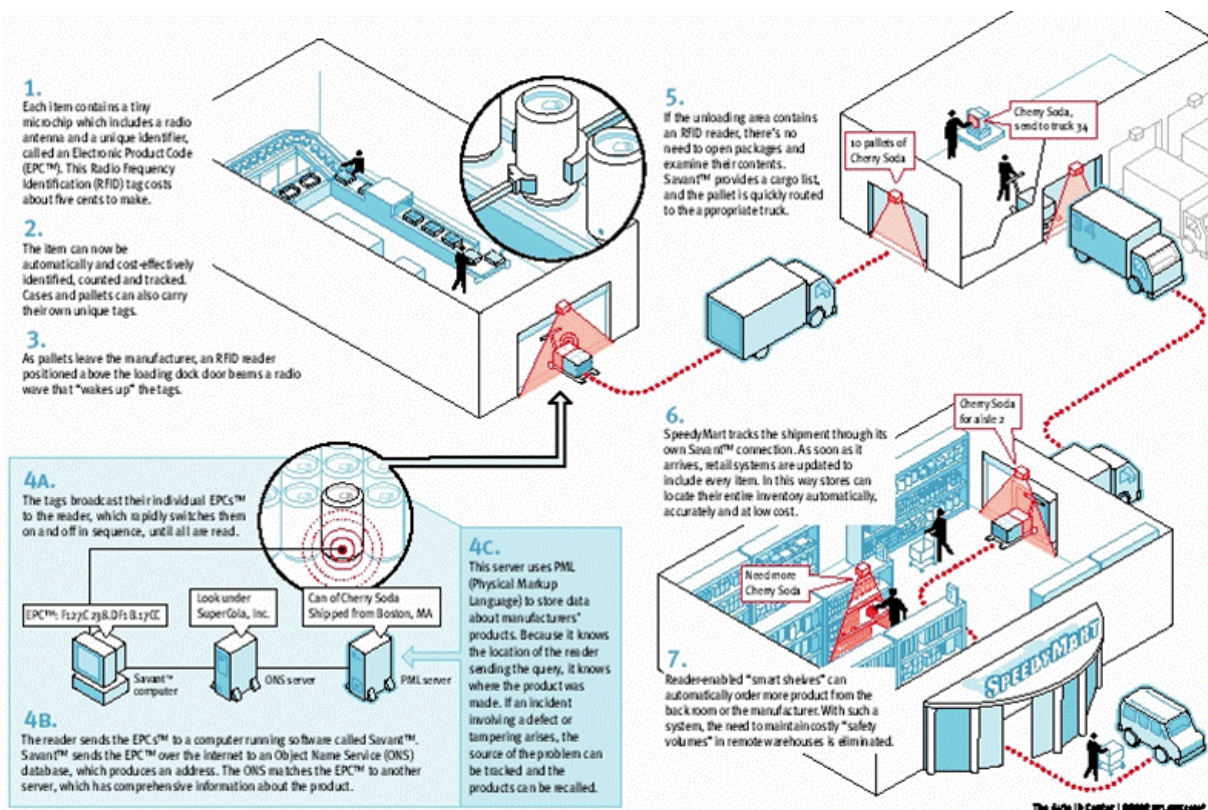 1.
Each item contains a tiny
microchip which includes a radio
antenna and a unique identifier,
called an Electronic Product Code
(EPC™). This Radio Frequency
Identification (RFID) tag costs
about five cents to make.
2.
The item can now be
automatically and cost-effectively
identified, counted and tracked.
Cases and pallets can also carry
their own unique tags.
3.
As pallets leave the manufacturer, an RFID reader
positioned above the loading dock door beams a radio
wave that “wakes up” the tags.
4A.
The tags broadcast their individual EPCs™
to the reader, which rapidly switches them
on and off in sequence, until all are read.
EPC™: F127C 238.DF1 B.17CC
Look under
SuperCola, Inc.
Can of Cherry Soda
Shipped from Boston, MA
Savant™
computer
ONS server
PML server
4B.
The reader sends the EPCs™ to a computer running software called Savant™.
Savant™ sends the EPC™ over the internet to an Object Name Service (ONS)
database, which produces an address. The ONS matches the EPC™ to another
server, which has comprehensive information about the product.
4C.
This server uses PML
(Physical Markup
Language) to store data
about manufacturers’
products. Because it knows
the location of the reader
sending the query, it knows
where the product was
made. If an incident
involving a defect or
tampering arises, the
source of the problem can
be tracked and the
products can be recalled.
5.
If the unloading area contains
an RFID reader, there’s no
need to open packages and
examine their contents.
Savant™ provides a cargo list,
and the pallet is quickly routed
to the appropriate truck.
10 pallets of
Cherry Soda
Cherry Soda,
send to truck 34
34
6.
SpeedyMart tracks the shipment through its
own Savant™ connection. As soon as it
arrives, retail systems are updated to
include every item. In this way stores can
locate their entire inventory automatically,
accurately and at low cost.
Cherry Soda
for aisle 2
Need more
Cherry Soda
7.
Reader-enabled “smart shelves” can
automatically order more product from the
back room or the manufacturer. With such a
system, the need to maintain costly “safety
volumes” in remote warehouses is eliminated.
SPEEDYMART
The Auto-ID Center